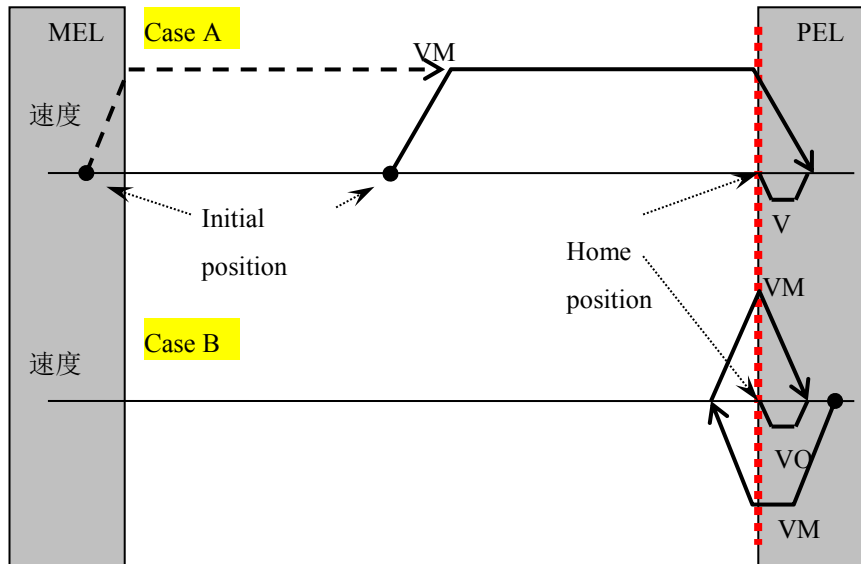 MEL
Case A
VM
PEL
速度
Initial
position
V
Home
position
VM
Case B
速度
VO
VM